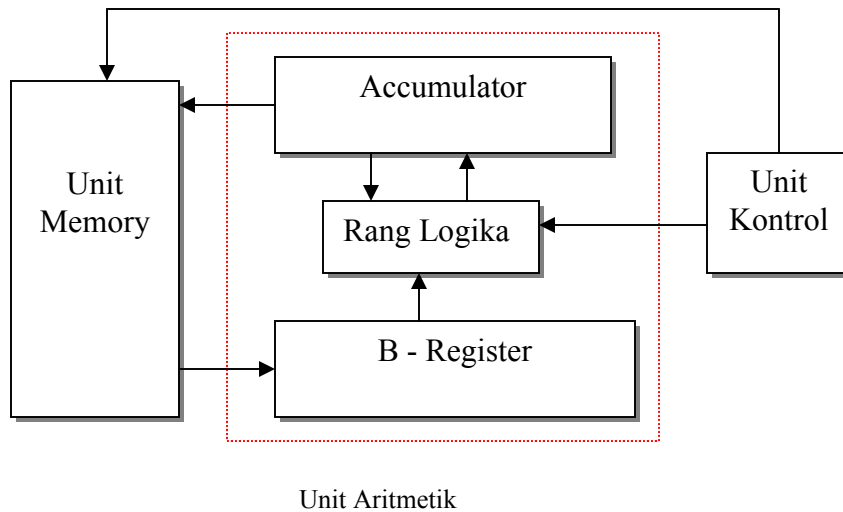 Accumulator
Unit
Memory
Unit
Kontrol
Rang Logika
B - Register
Unit Aritmetik